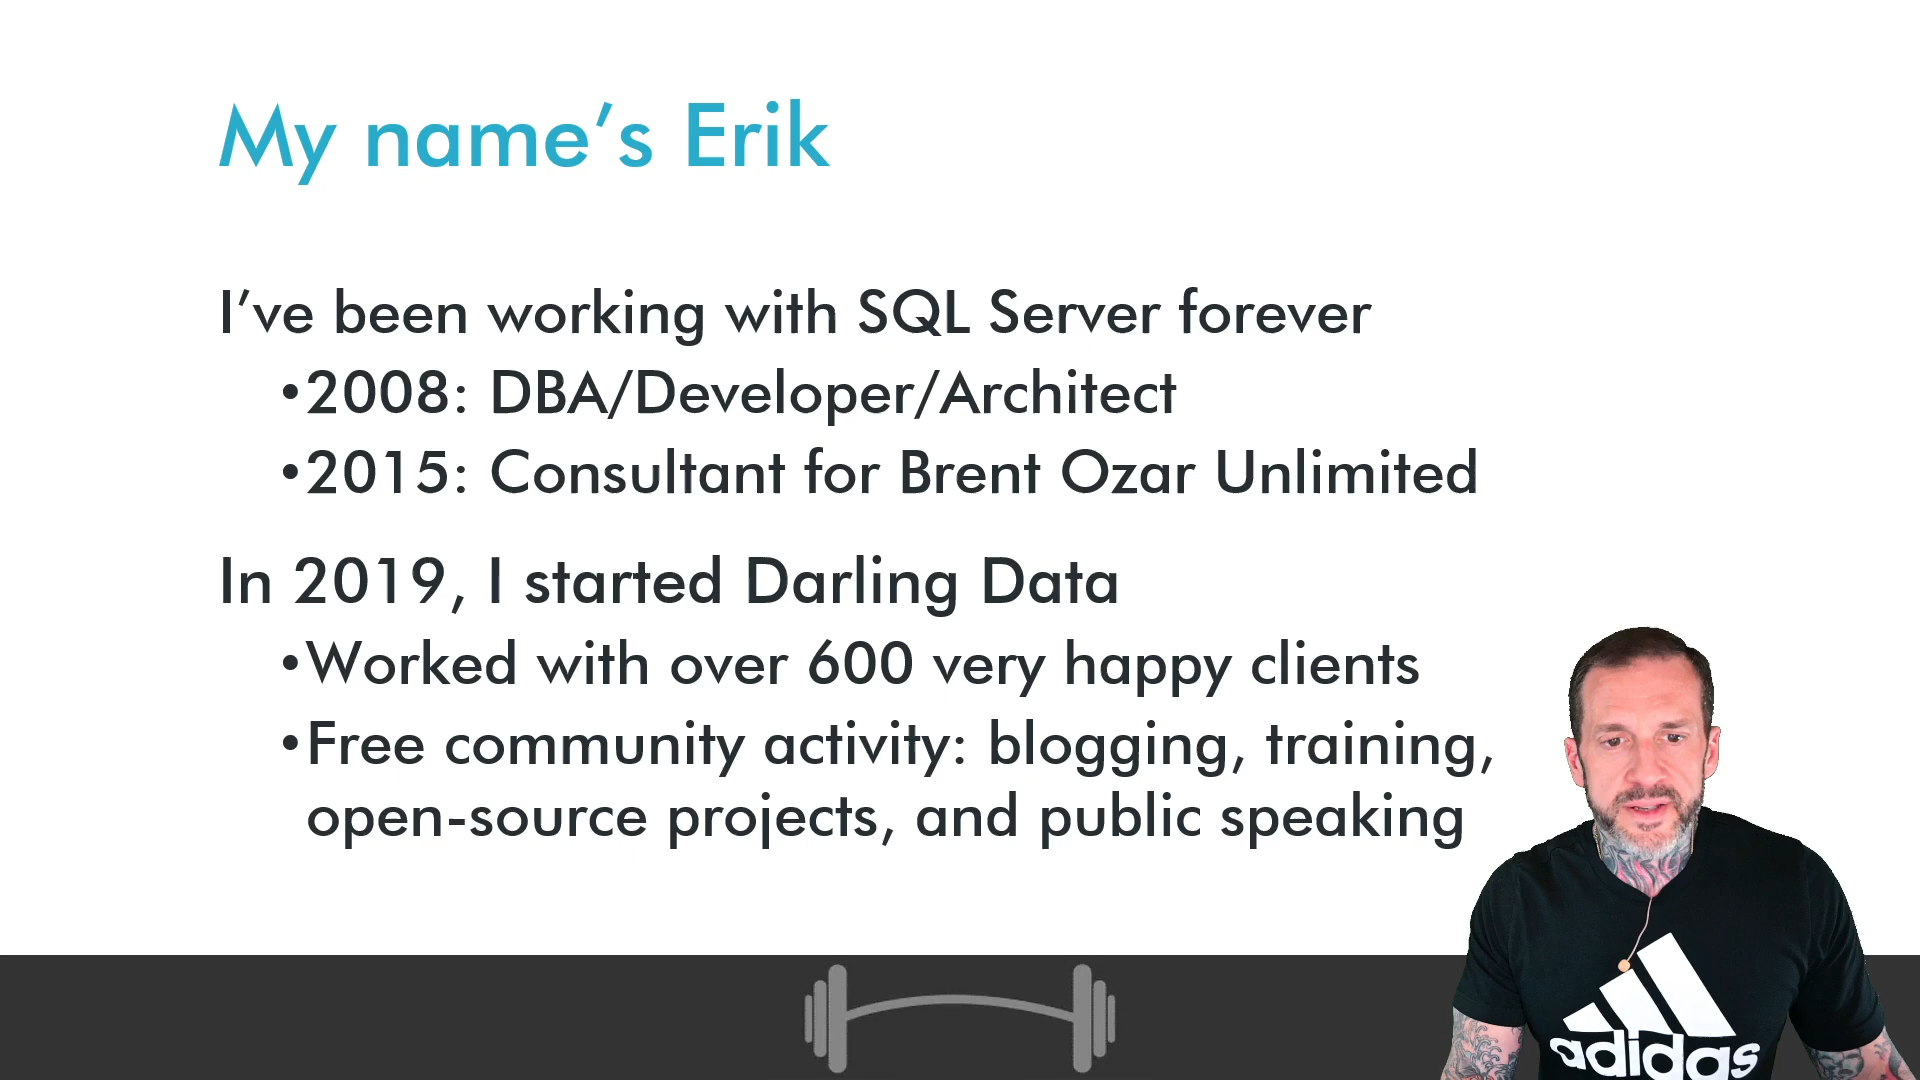 My name’s Erik
I’ve been working with SQL Server forever
•2008: DBA/Developer/Architect
•2015: Consultant for Brent Ozar Unlimited
In 2019, I started Darling Data
•Worked with over 600 very happy clients
•Free community activity: blogging, training,
open-source projects, and public speaking
adidas